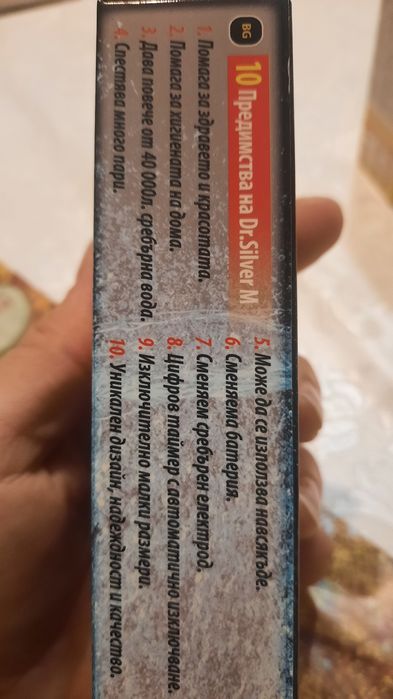 BG
10 Предимства на Dr.Silver M
1. Помага за здравето и красотата.
2. Помага за хигиената на дома.
3. Дава повече от 40 000л. сребърна вода.
4. Спестява много пари.
5. Може да се използва навсякъде.
6. Сменяема батерия.
7. Сменяем сребърен електрод.
8. Цифров таймер с автоматично изключване.
9. Изключително малки размери.
10. Уникален дизайн, надеждност и качество.